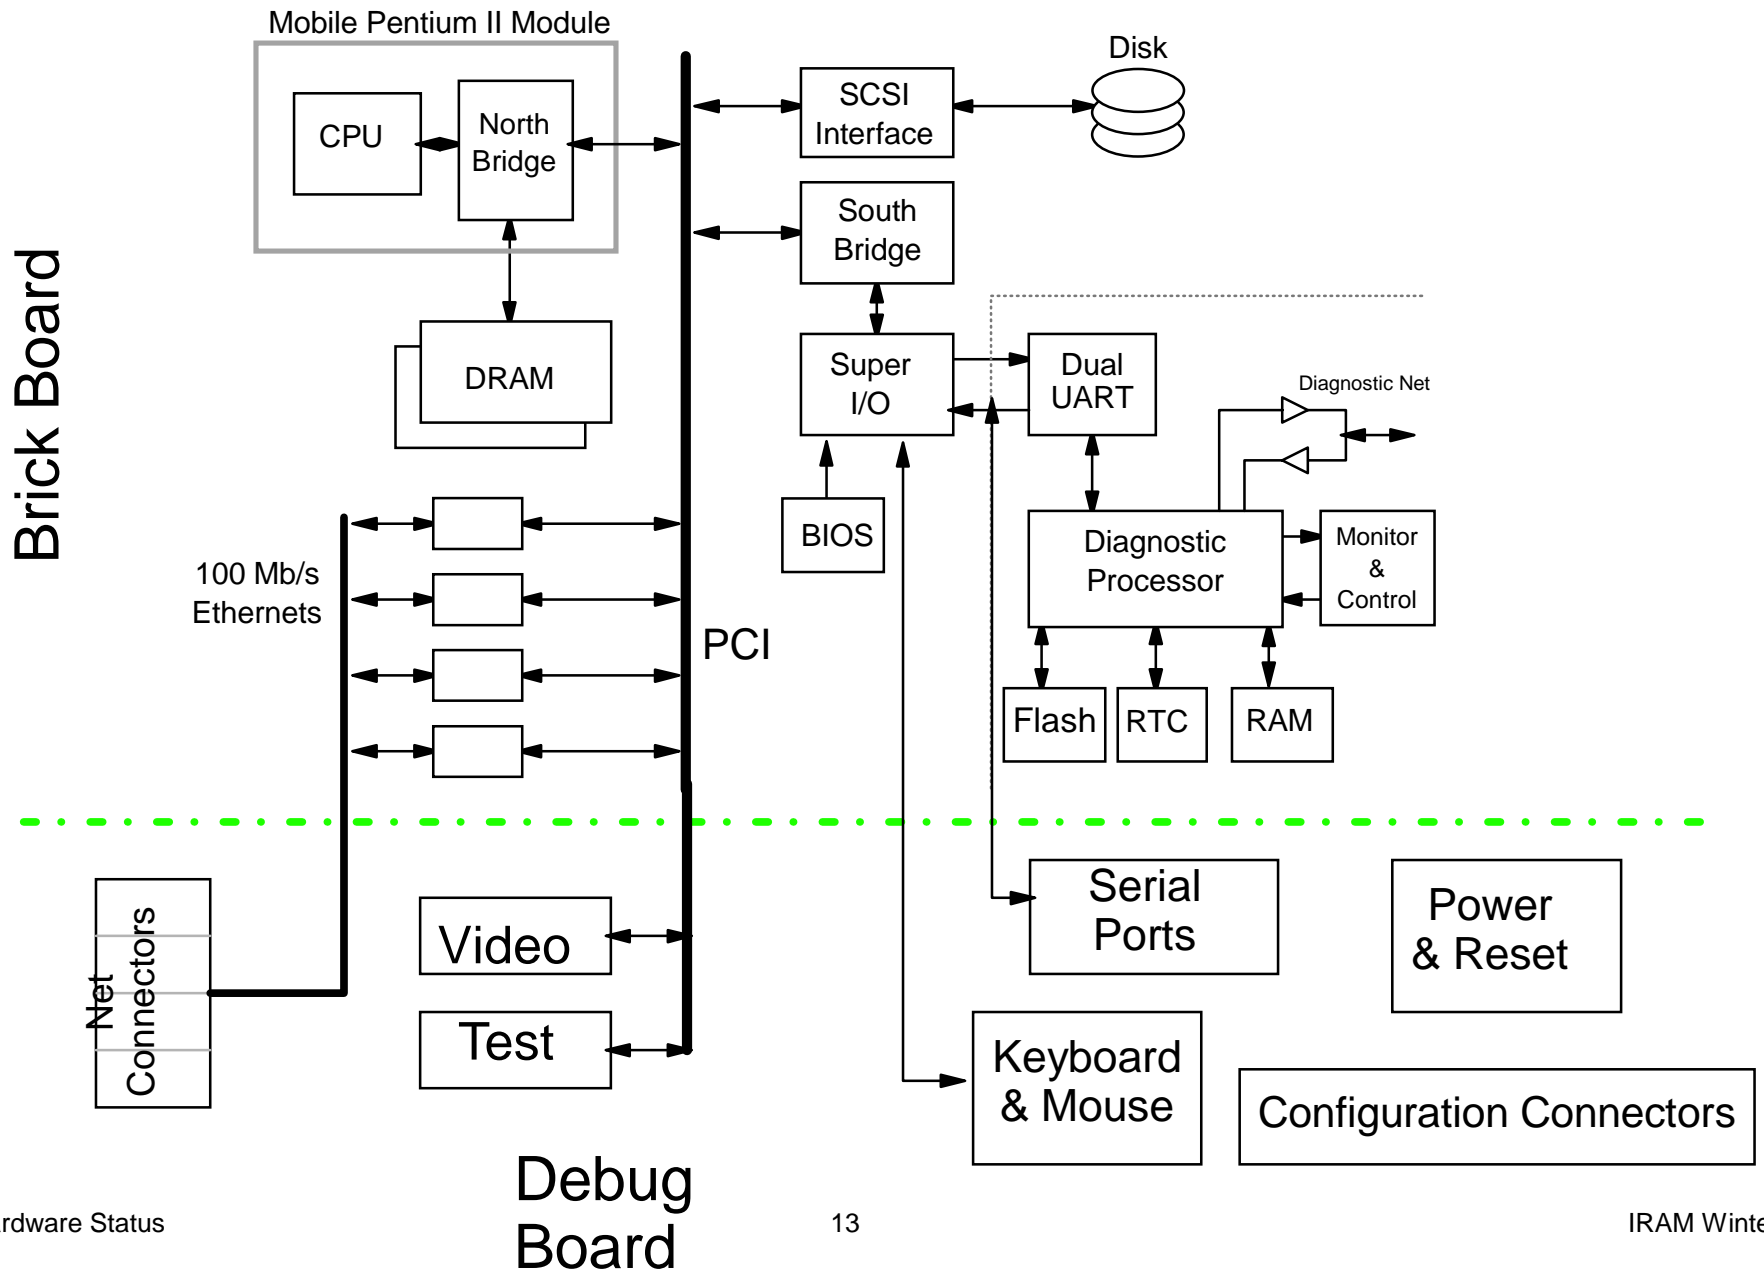 Mobile Pentium II Module
Disk
CPU
North
Bridge
SCSI
Interface
South
Bridge
Brick Board
DRAM
Super
I/O
Dual
UART
Diagnostic Net
BIOS
Diagnostic
Processor
Monitor
&
Control
100 Mb/s
Ethernets
PCI
Flash
RTC
RAM
Net
Connectors
Video
Test
Serial
Ports
Power
& Reset
Keyboard
& Mouse
Configuration Connectors
Debug
Board
rdware Status
13
IRAM Winte